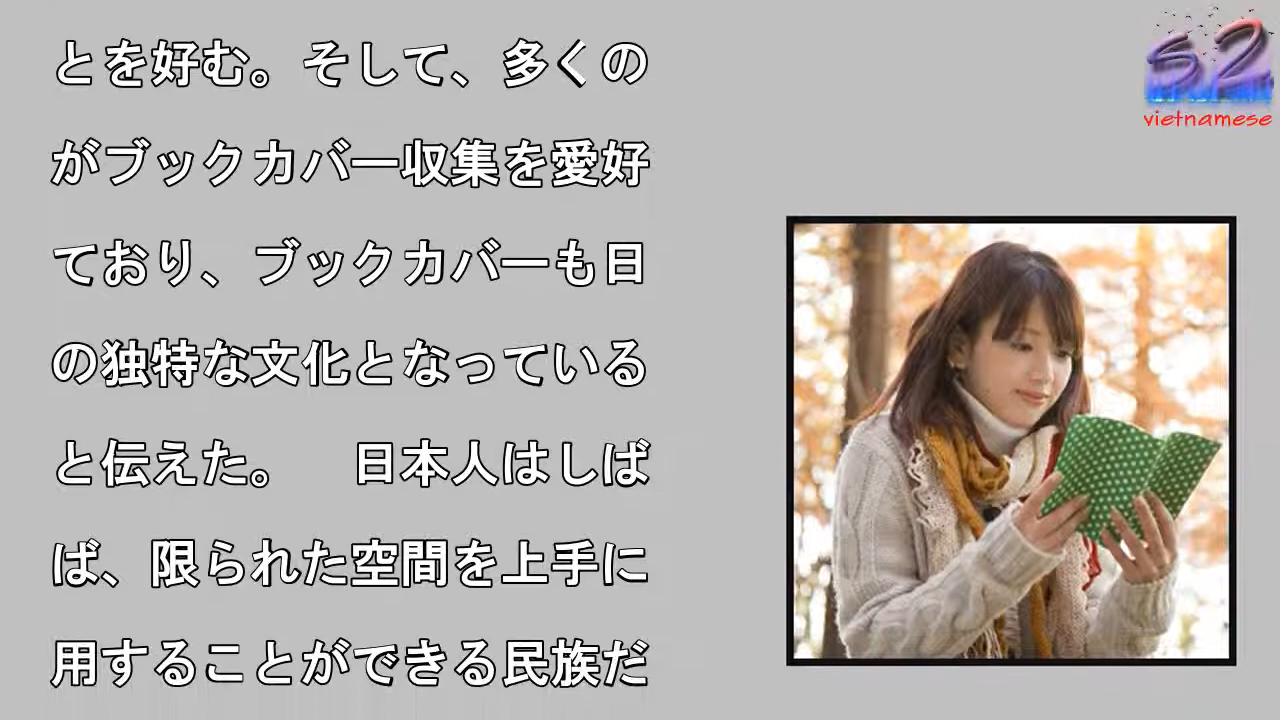 とを好む。そして、多くの
がブックカバー収集を愛好
ており、ブックカバーも日
の独特な文化となっている
と伝えた。　日本人はしば
ば、限られた空間を上手に
用することができる民族だ
s2
vietnamese